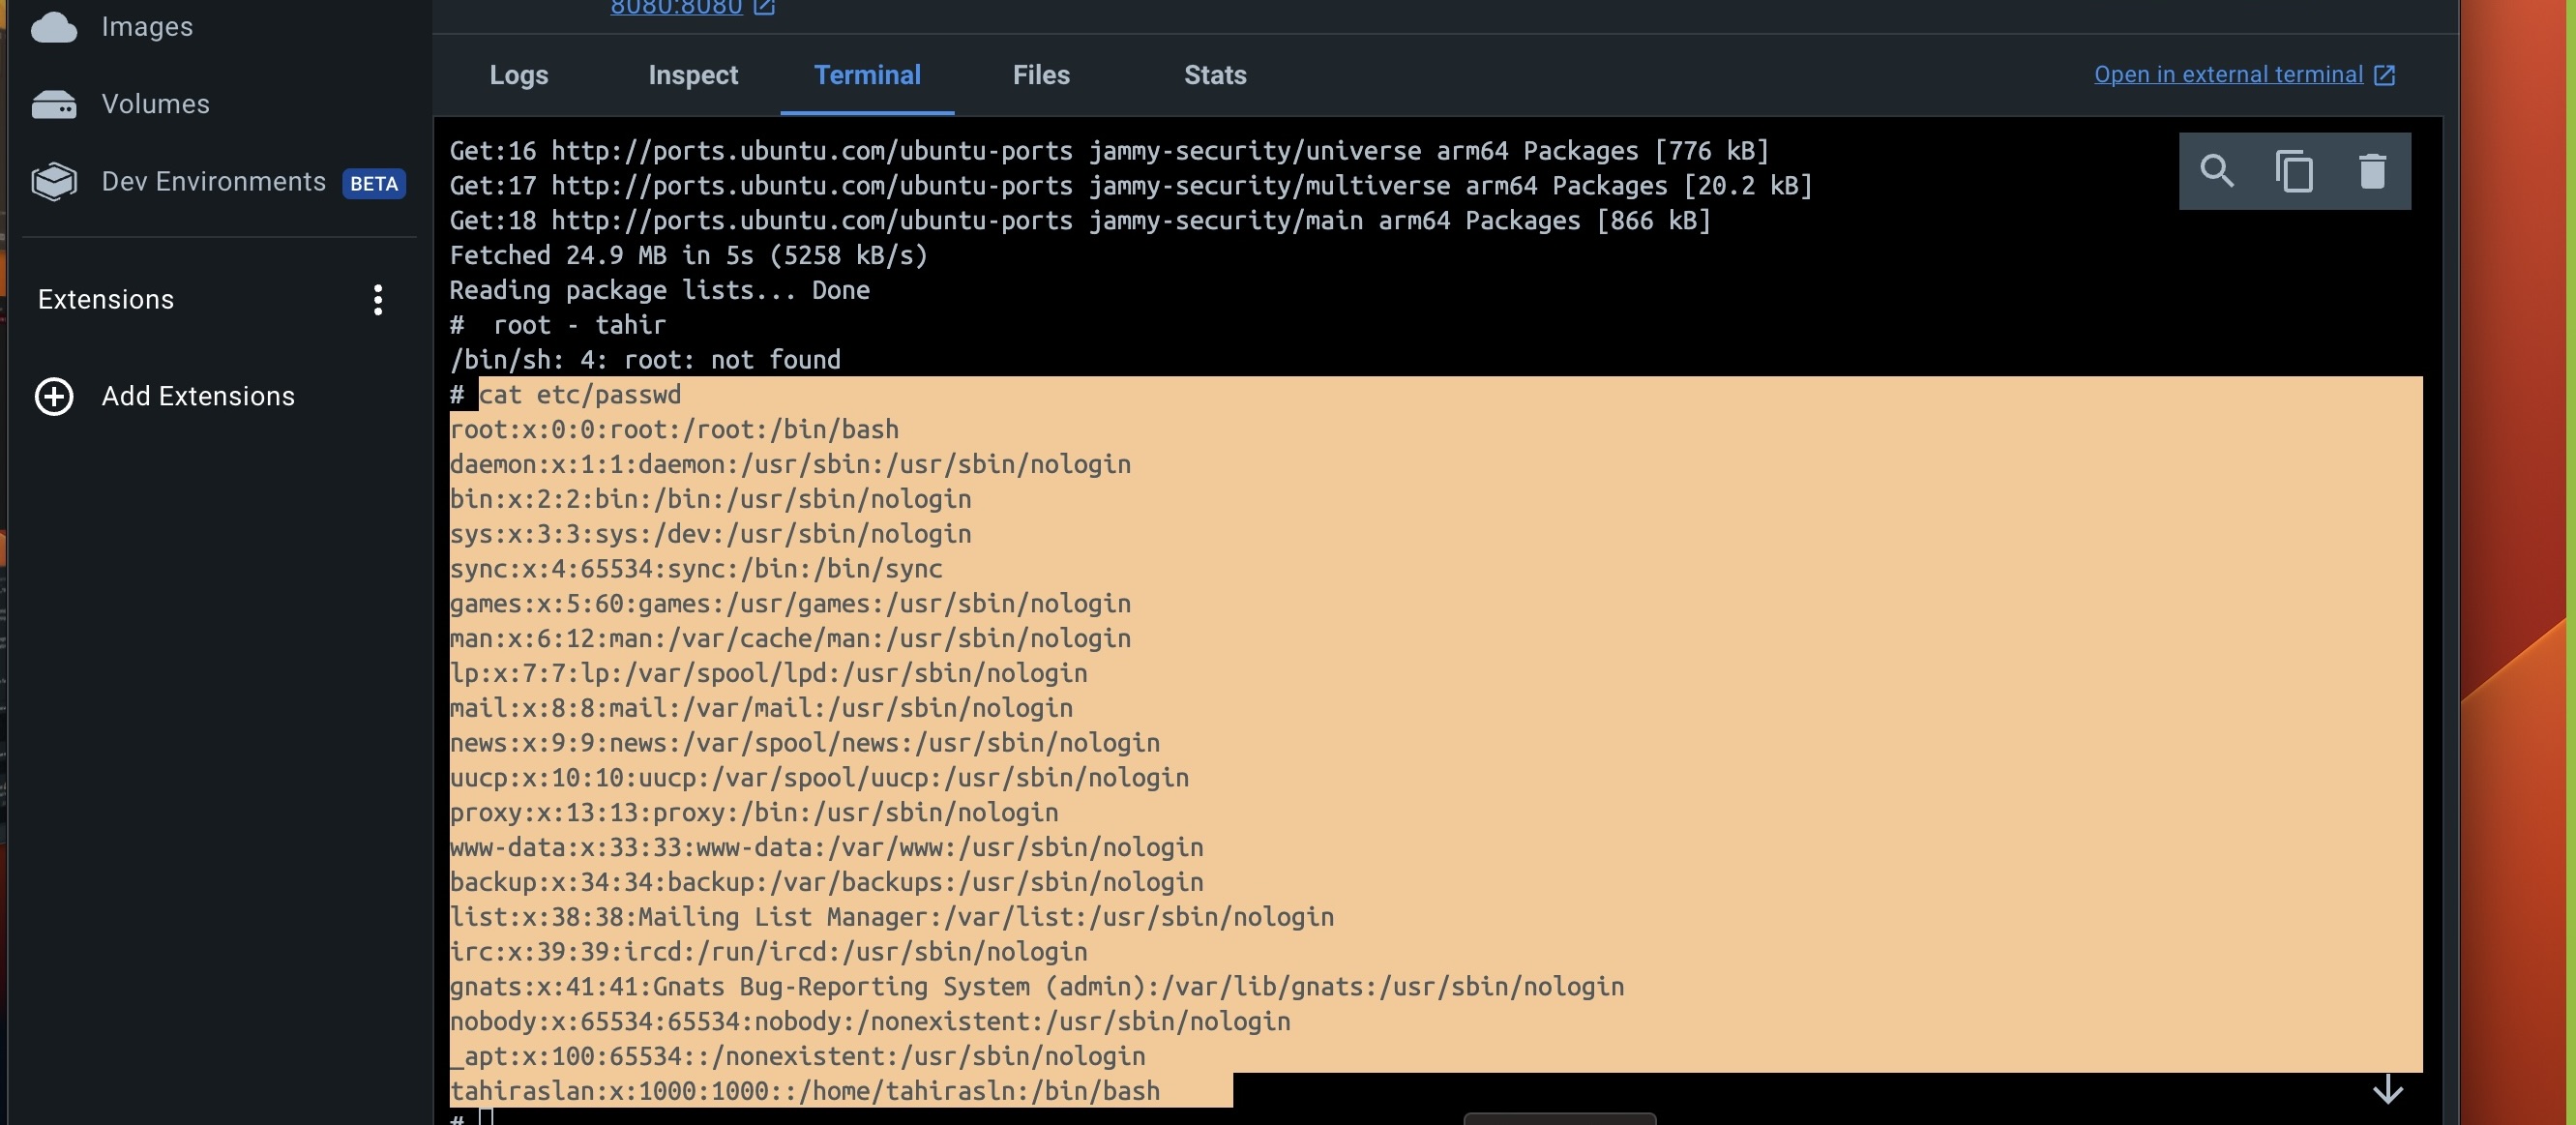 8080:8080
Images
Volumes
Dev Environments BETA
Extensions
Add Extensions
Logs Inspect Terminal Files Stats Open in external terminal
Get:16 http://ports.ubuntu.com/ubuntu-ports jammy-security/universe arm64 Packages [776 kB]
Get:17 http://ports.ubuntu.com/ubuntu-ports jammy-security/multiverse arm64 Packages [20.2 kB]
Get:18 http://ports.ubuntu.com/ubuntu-ports jammy-security/main arm64 Packages [866 kB]
Fetched 24.9 MB in 5s (5258 kB/s)
Reading package lists... Done
#  root - tahir
/bin/sh: 4: root: not found
# cat etc/passwd
root:x:0:0:root:/root:/bin/bash
daemon:x:1:1:daemon:/usr/sbin:/usr/sbin/nologin
bin:x:2:2:bin:/bin:/usr/sbin/nologin
sys:x:3:3:sys:/dev:/usr/sbin/nologin
sync:x:4:65534:sync:/bin:/bin/sync
games:x:5:60:games:/usr/games:/usr/sbin/nologin
man:x:6:12:man:/var/cache/man:/usr/sbin/nologin
lp:x:7:7:lp:/var/spool/lpd:/usr/sbin/nologin
mail:x:8:8:mail:/var/mail:/usr/sbin/nologin
news:x:9:9:news:/var/spool/news:/usr/sbin/nologin
uucp:x:10:10:uucp:/var/spool/uucp:/usr/sbin/nologin
proxy:x:13:13:proxy:/bin:/usr/sbin/nologin
www-data:x:33:33:www-data:/var/www:/usr/sbin/nologin
backup:x:34:34:backup:/var/backups:/usr/sbin/nologin
list:x:38:38:Mailing List Manager:/var/list:/usr/sbin/nologin
irc:x:39:39:ircd:/run/ircd:/usr/sbin/nologin
gnats:x:41:41:Gnats Bug-Reporting System (admin):/var/lib/gnats:/usr/sbin/nologin
nobody:x:65534:65534:nobody:/nonexistent:/usr/sbin/nologin
_apt:x:100:65534::/nonexistent:/usr/sbin/nologin
tahiraslan:x:1000:1000::/home/tahirasln:/bin/bash
#